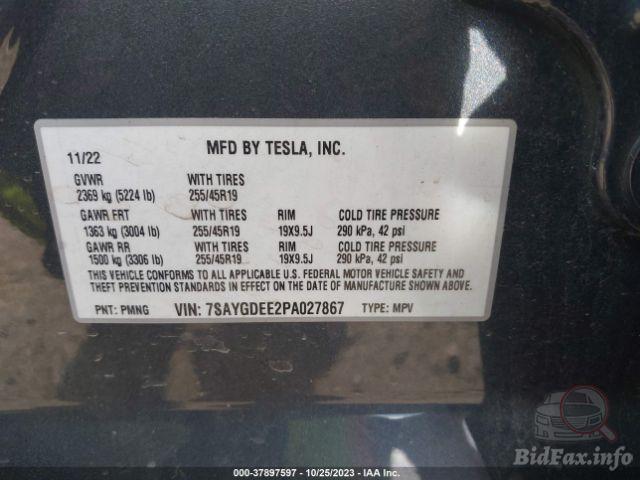 MFD BY TESLA, INC.
11/22
GVWR WITH TIRES
2369 kg (5224 lb) 255/45R19
GAWR FRT WITH TIRES RIM COLD TIRE PRESSURE
1363 kg (3004 lb) 255/45R19 19X9.5J 290 kPa, 42 psi
GAWR RR WITH TIRES RIM COLD TIRE PRESSURE
1500 kg (3306 lb) 255/45R19 19X9.5J 290 kPa, 42 psi
THIS VEHICLE CONFORMS TO ALL APPLICABLE U.S. FEDERAL MOTOR VEHICLE SAFETY AND
THEFT PREVENTION STANDARDS IN EFFECT ON THE DATE OF MANUFACTURE SHOWN ABOVE.
PNT: PMNG VIN: 7SAYGDEE2PA027867 TYPE: MPV
BidFax.info
000-37897597 - 10/25/2023 - IAA Inc.